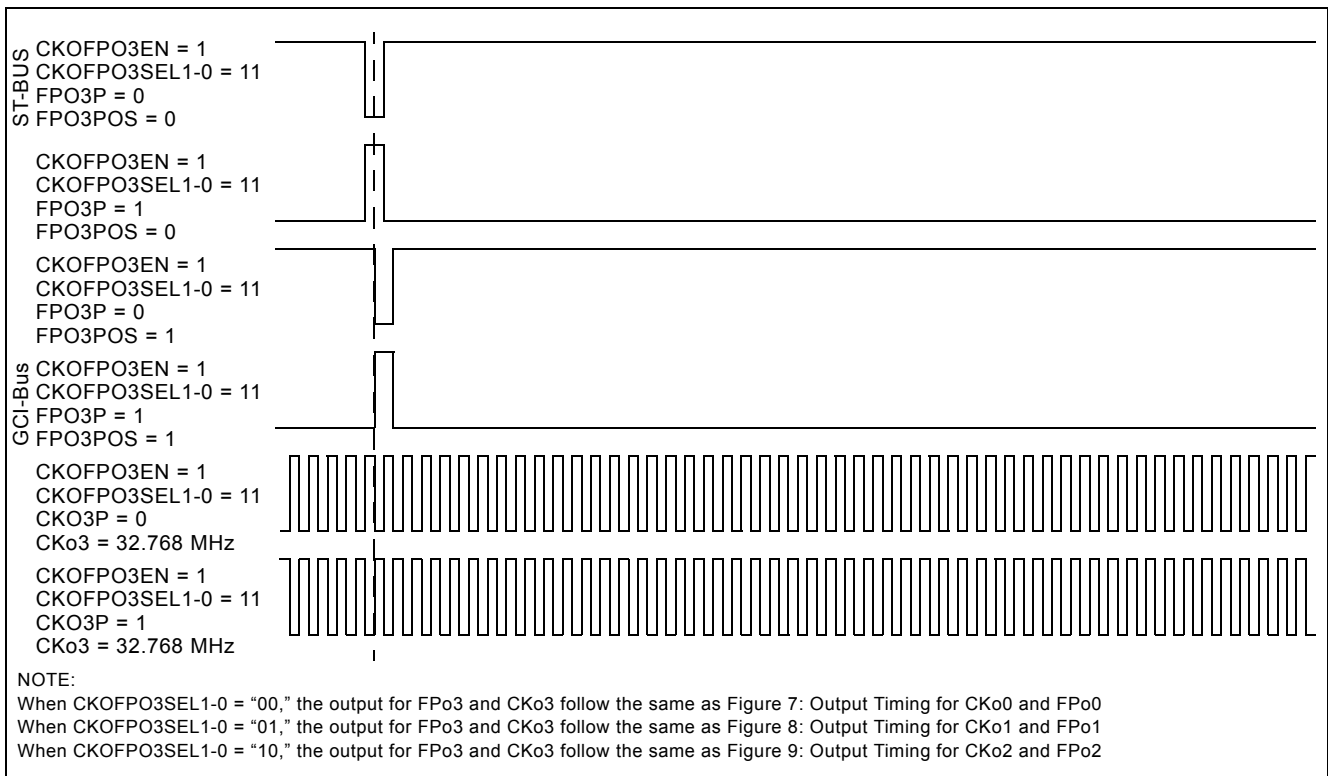 ST-BUS
CKOFPO3EN = 1
CKOFPO3SEL1-0 = 11
FPO3P = 0
FPO3POS = 0
CKOFPO3EN = 1
CKOFPO3SEL1-0 = 11
FPO3P = 1
FPO3POS = 0
CKOFPO3EN = 1
CKOFPO3SEL1-0 = 11
FPO3P = 0
FPO3POS = 1
GCI-Bus
CKOFPO3EN = 1
CKOFPO3SEL1-0 = 11
FPO3P = 1
FPO3POS = 1
CKOFPO3EN = 1
CKOFPO3SEL1-0 = 11
CKO3P = 0
CKo3 = 32.768 MHz
CKOFPO3EN = 1
CKOFPO3SEL1-0 = 11
CKO3P = 1
CKo3 = 32.768 MHz
NOTE:
When CKOFPO3SEL1-0 = “00,” the output for FPo3 and CKo3 follow the same as Figure 7: Output Timing for CKo0 and FPo0
When CKOFPO3SEL1-0 = “01,” the output for FPo3 and CKo3 follow the same as Figure 8: Output Timing for CKo1 and FPo1
When CKOFPO3SEL1-0 = “10,” the output for FPo3 and CKo3 follow the same as Figure 9: Output Timing for CKo2 and FPo2